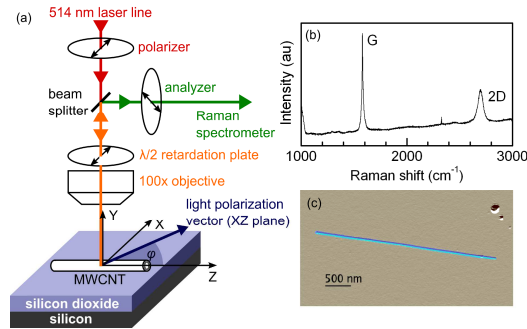 (a)
514 nm laser line
polarizer
analyzer
beam
splitter
Raman
spectrometer
λ/2 retardation plate
100x objective
Y
X
light polarization
vector (XZ plane)
φ
Z
MWCNT
silicon dioxide
silicon
(b)
G
2D
Intensity (au)
1000 2000 3000
Raman shift (cm⁻¹)
(c)
500 nm